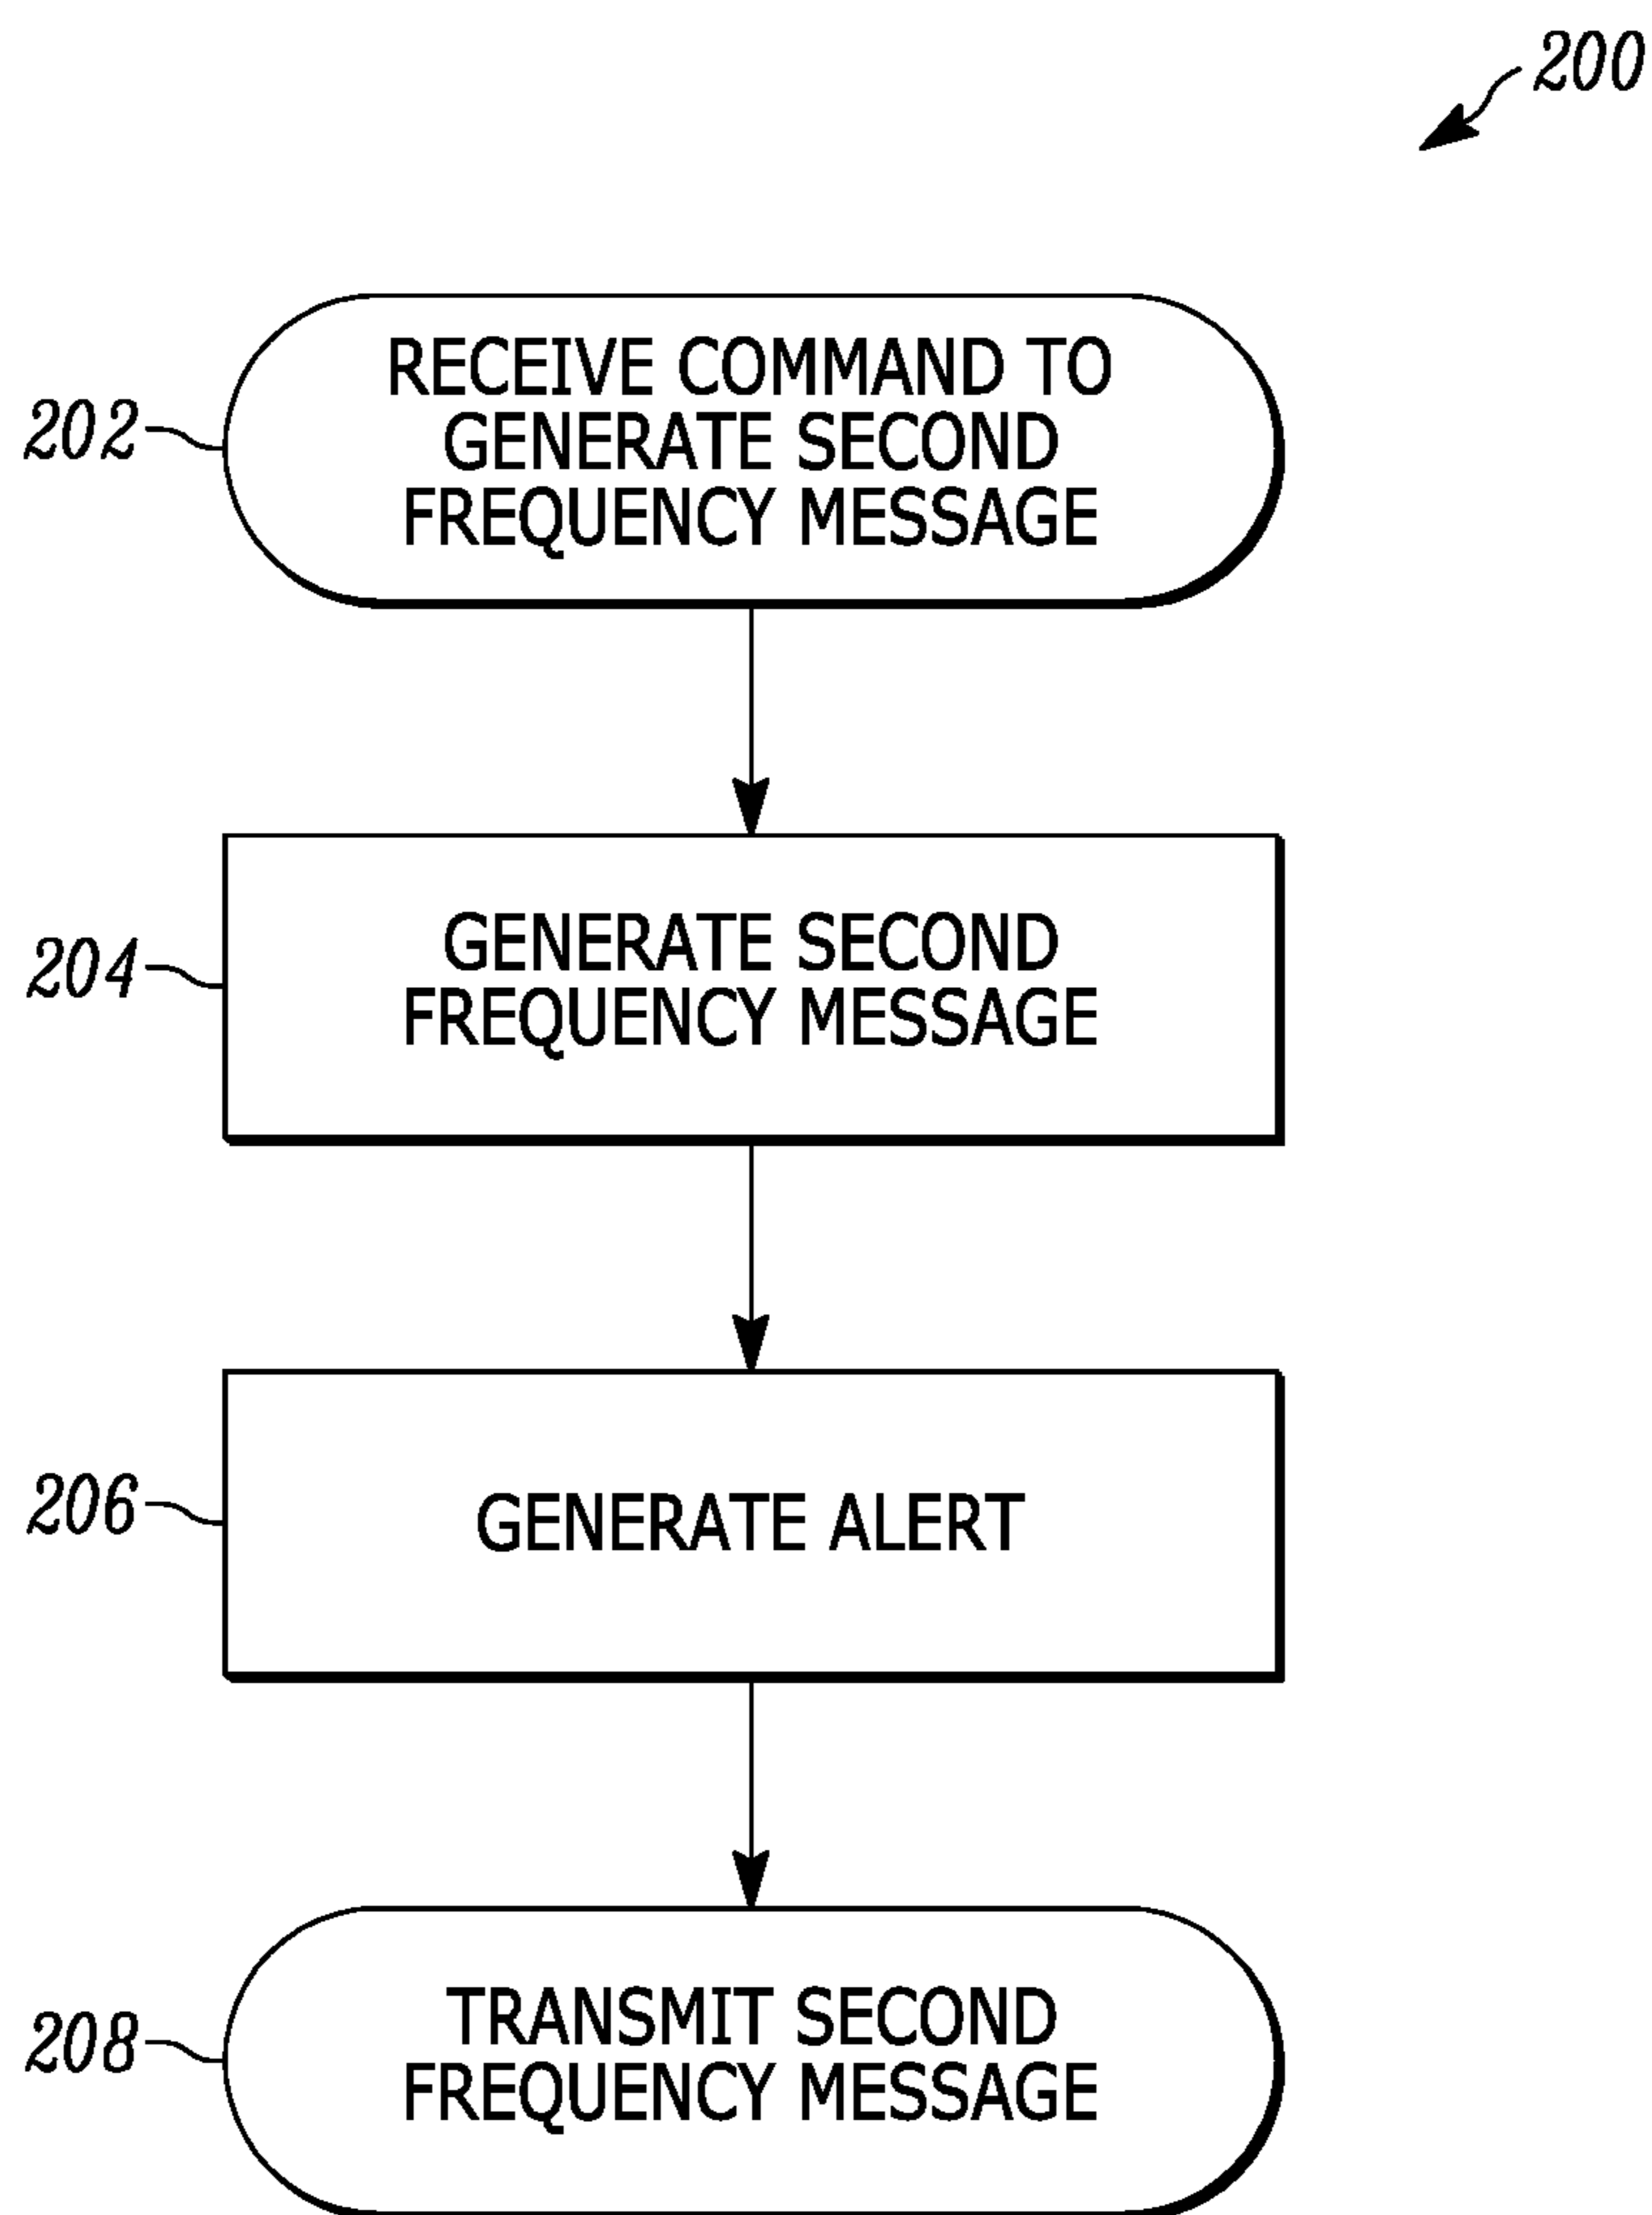 200
RECEIVE COMMAND TO
GENERATE SECOND
FREQUENCY MESSAGE
202
GENERATE SECOND
FREQUENCY MESSAGE
204
GENERATE ALERT
206
TRANSMIT SECOND
FREQUENCY MESSAGE
208